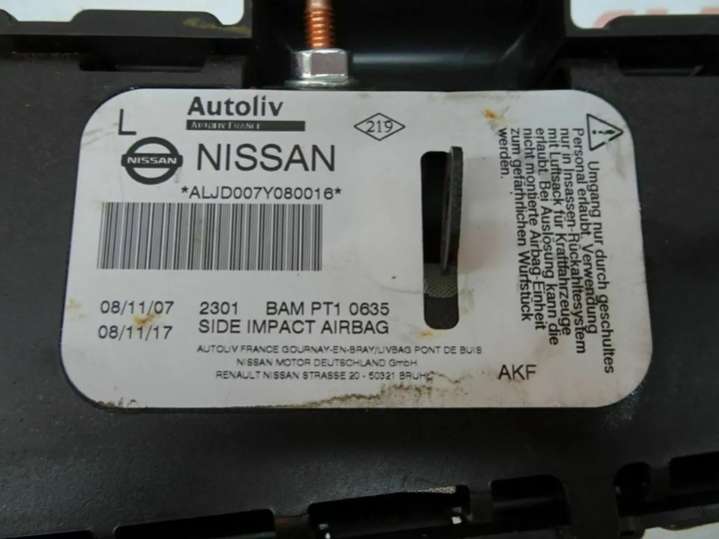 L
Autoliv
AUTOLIV FRANCE
219
NISSAN
NISSAN
*ALJD007Y080016*
08/11/07 2301 BAM PT1 0635
08/11/17 SIDE IMPACT AIRBAG
AUTOLIV FRANCE GOURNAY-EN-BRAY/LIVBAG PONT DE BUIS
NISSAN MOTOR DEUTSCHLAND GmbH
RENAULT NISSAN STRASSE 20 - 50321 BRUHL
AKF
Umgang nur durch geschultes
Personal erlaubt. Verwendung
nur in Insassen-Rückahltesystem
mit Luftsack für Kraftfahrzeuge
erlaubt. Bei Auslösung kann die
nicht montierte Airbag-Einheit
zum gefährlichen Wurfstück
werden.